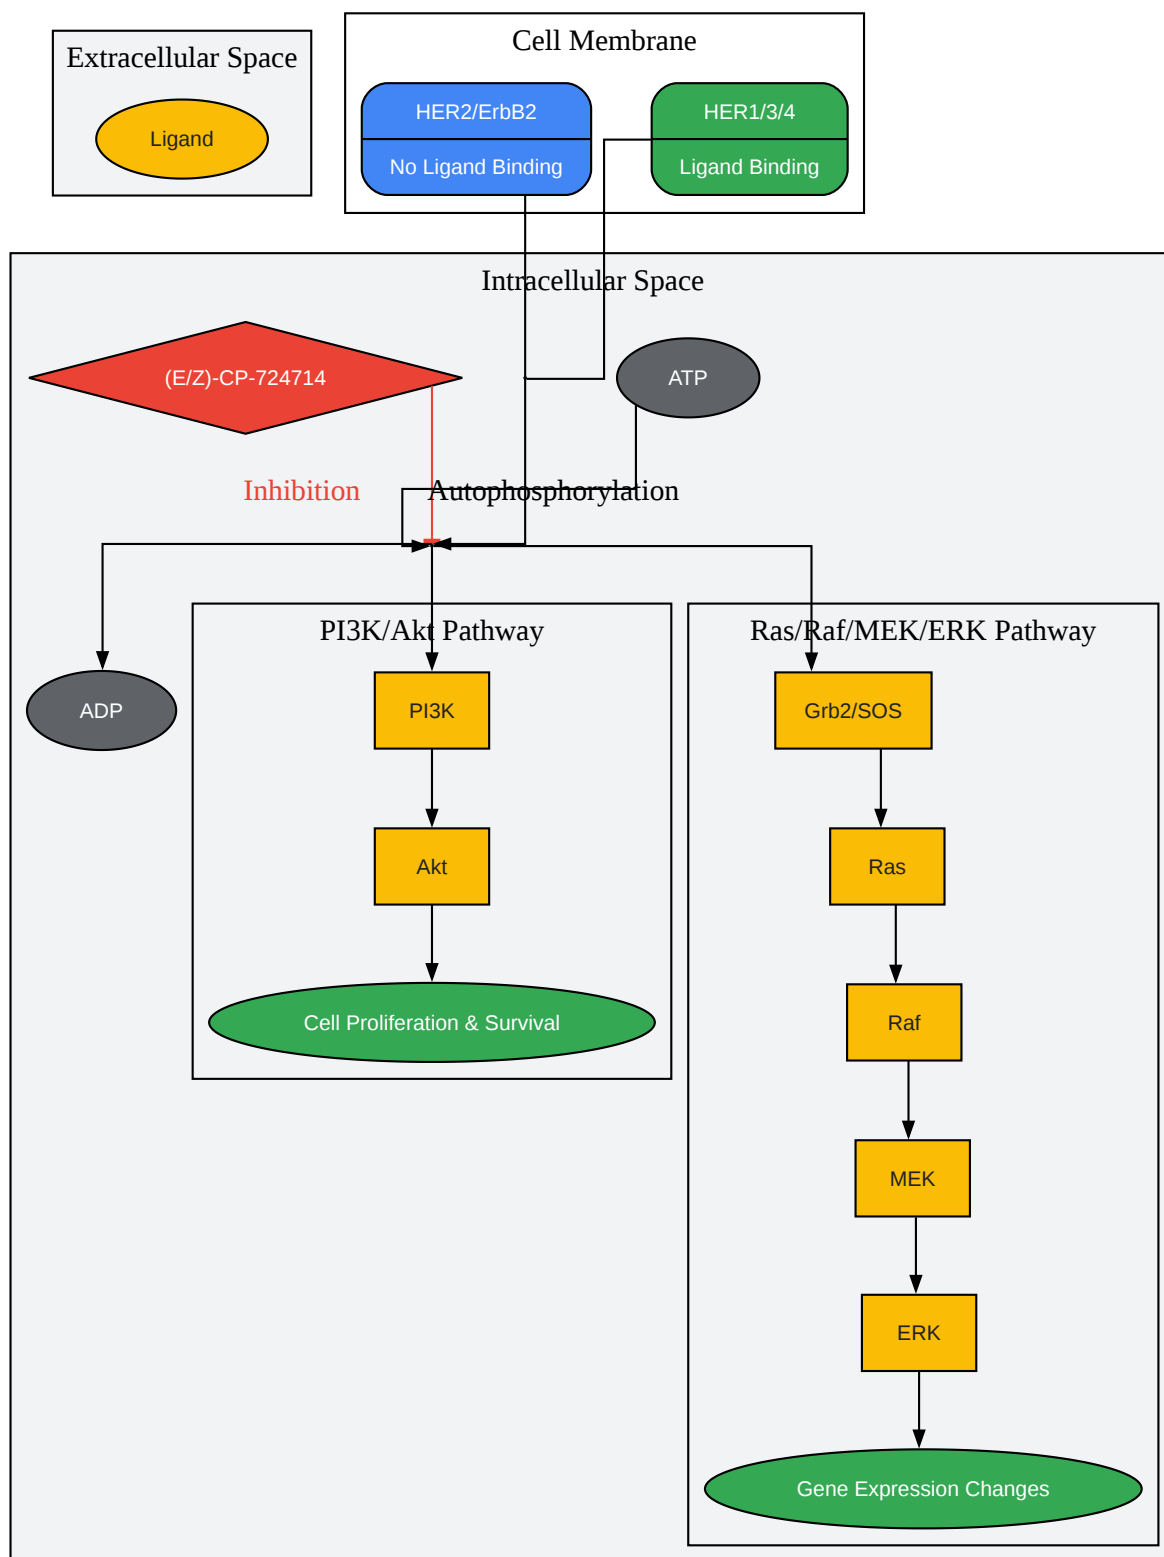 Extracellular Space
Ligand
Cell Membrane
HER2/ErbB2
No Ligand Binding
HER1/3/4
Ligand Binding
Intracellular Space
(E/Z)-CP-724714
ATP
Inhibition
Autophosphorylation
ADP
PI3K/Akt Pathway
PI3K
Akt
Cell Proliferation & Survival
Ras/Raf/MEK/ERK Pathway
Grb2/SOS
Ras
Raf
MEK
ERK
Gene Expression Changes